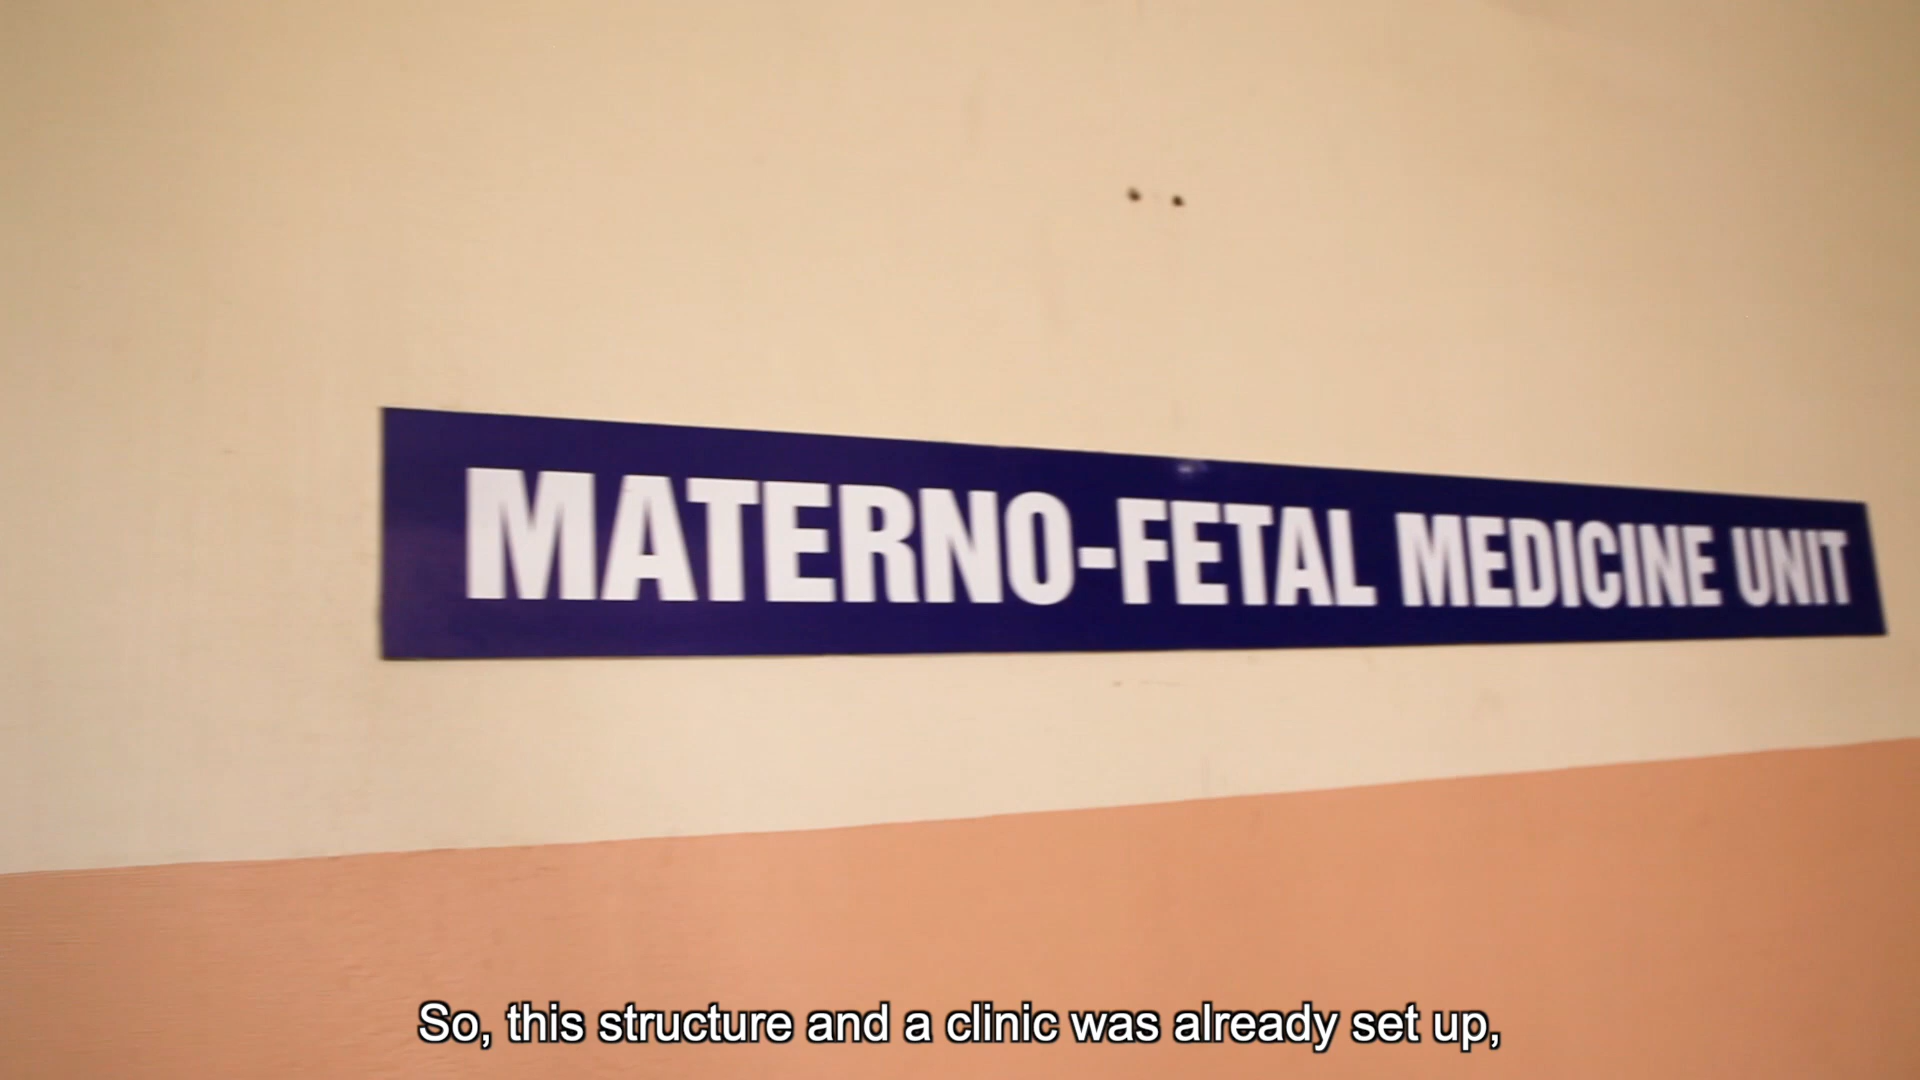 MATERNO-FETAL MEDICINE UNIT
So, this structure and a clinic was already set up,